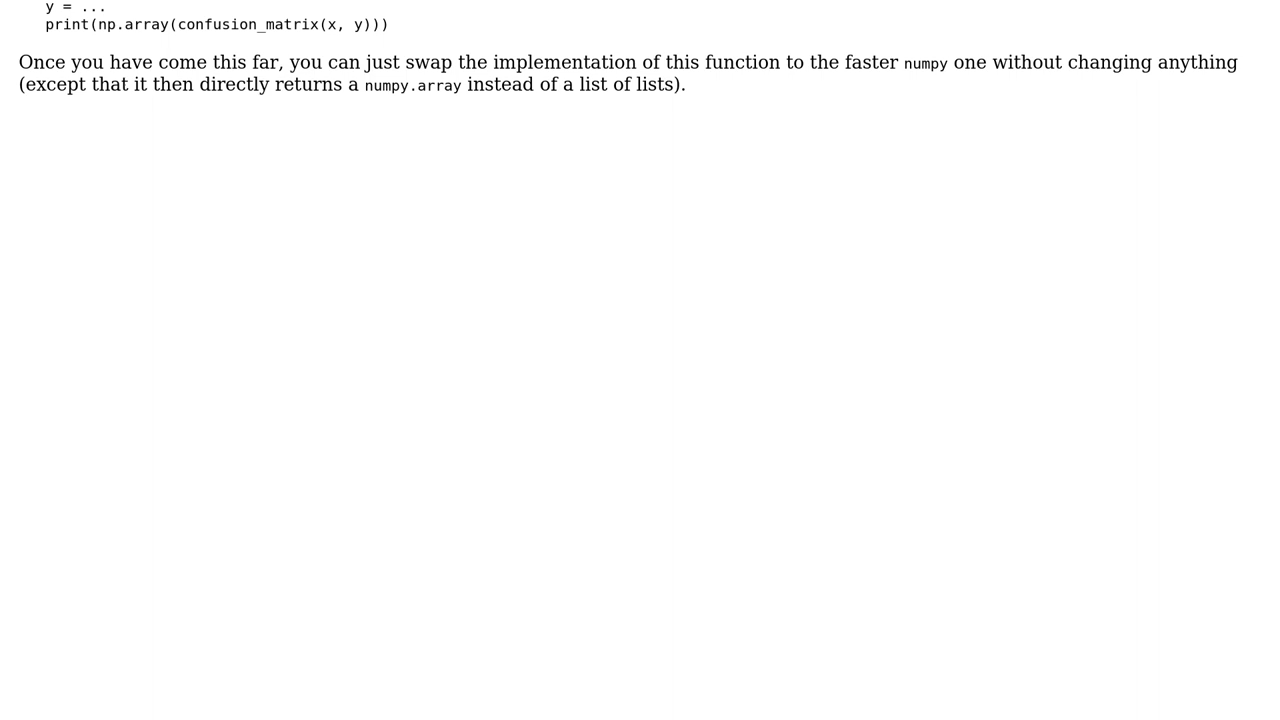 y = ...
print(np.array(confusion_matrix(x, y)))
Once you have come this far, you can just swap the implementation of this function to the faster numpy one without changing anything
(except that it then directly returns a numpy.array instead of a list of lists).